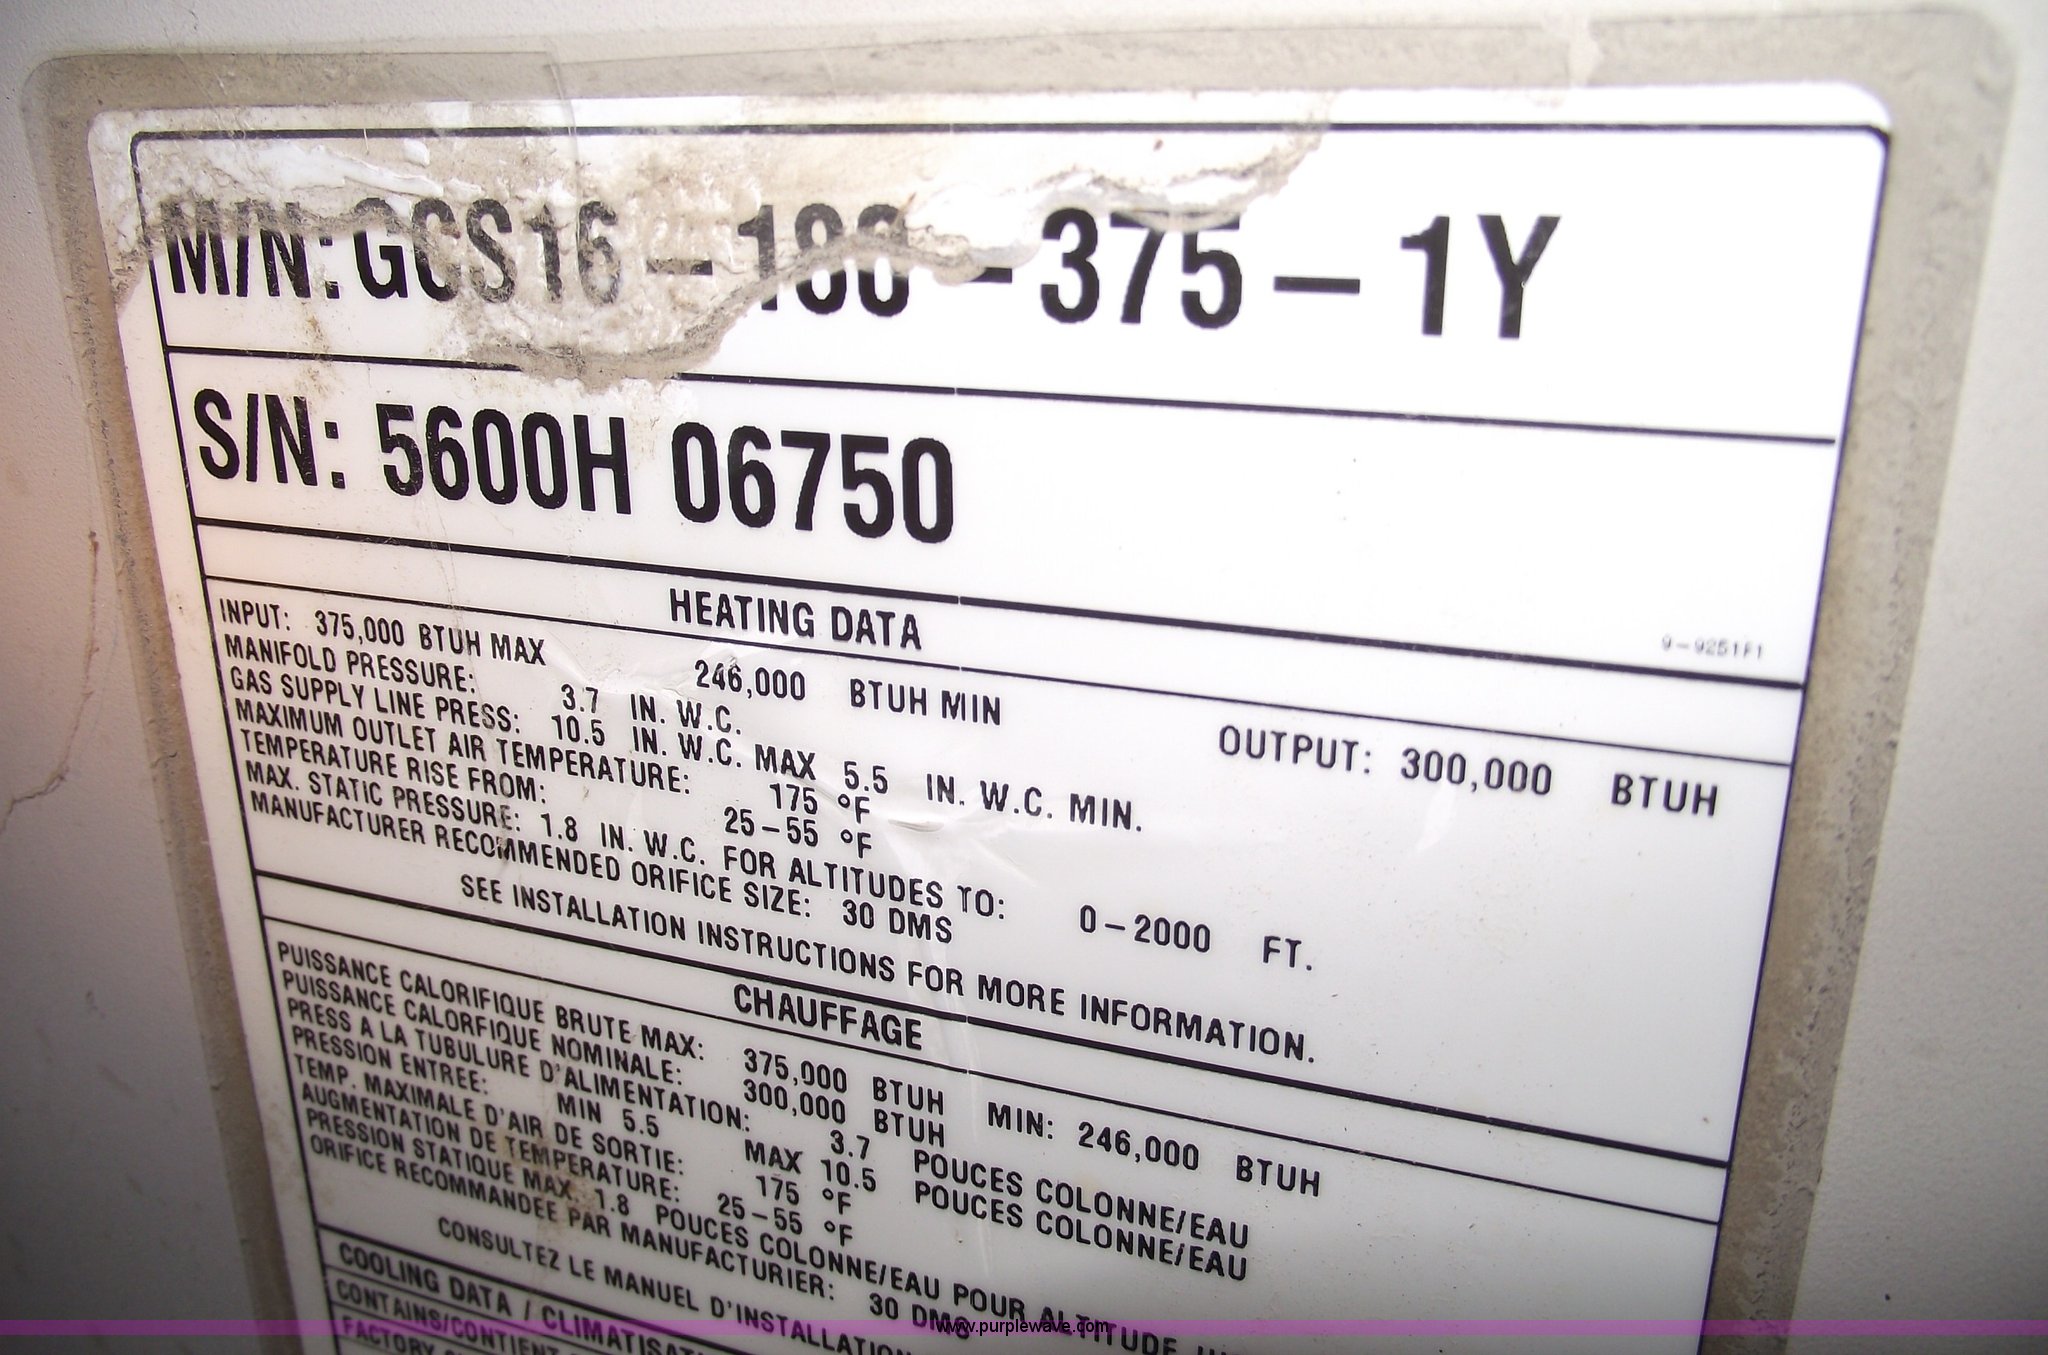 M/N: GCS16-180-375-1Y
S/N: 5600H 06750
9-9251F1
HEATING DATA
INPUT: 375,000 BTUH MAX 246,000 BTUH MIN OUTPUT: 300,000 BTUH
MANIFOLD PRESSURE: 3.7 IN. W.C.
GAS SUPPLY LINE PRESS: 10.5 IN. W.C. MAX 5.5 IN. W.C. MIN.
MAXIMUM OUTLET AIR TEMPERATURE: 175 °F
TEMPERATURE RISE FROM: 25-55 °F
MAX. STATIC PRESSURE: 1.8 IN. W.C. FOR ALTITUDES TO: 0-2000 FT.
MANUFACTURER RECOMMENDED ORIFICE SIZE: 30 DMS
SEE INSTALLATION INSTRUCTIONS FOR MORE INFORMATION.
CHAUFFAGE
PUISSANCE CALORIFIQUE BRUTE MAX: 375,000 BTUH MIN: 246,000 BTUH
PUISSANCE CALORFIQUE NOMINALE: 300,000 BTUH
PRESS A LA TUBULURE D'ALIMENTATION: 3.7 POUCES COLONNE/EAU
PRESSION ENTREE: MIN 5.5 MAX 10.5 POUCES COLONNE/EAU
TEMP. MAXIMALE D'AIR DE SORTIE: 175 °F
AUGMENTATION DE TEMPERATURE: 25-55 °F
PRESSION STATIQUE MAX. 1.8 POUCES COLONNE/EAU POUR ALTITUDE
ORIFICE RECOMMANDEE PAR MANUFACTURIER: 30 DMS
CONSULTEZ LE MANUEL D'INSTALLATION
COOLING DATA / CLIMATISAT
CONTAINS/CONTIENT
FACTORY
www.purplewave.com